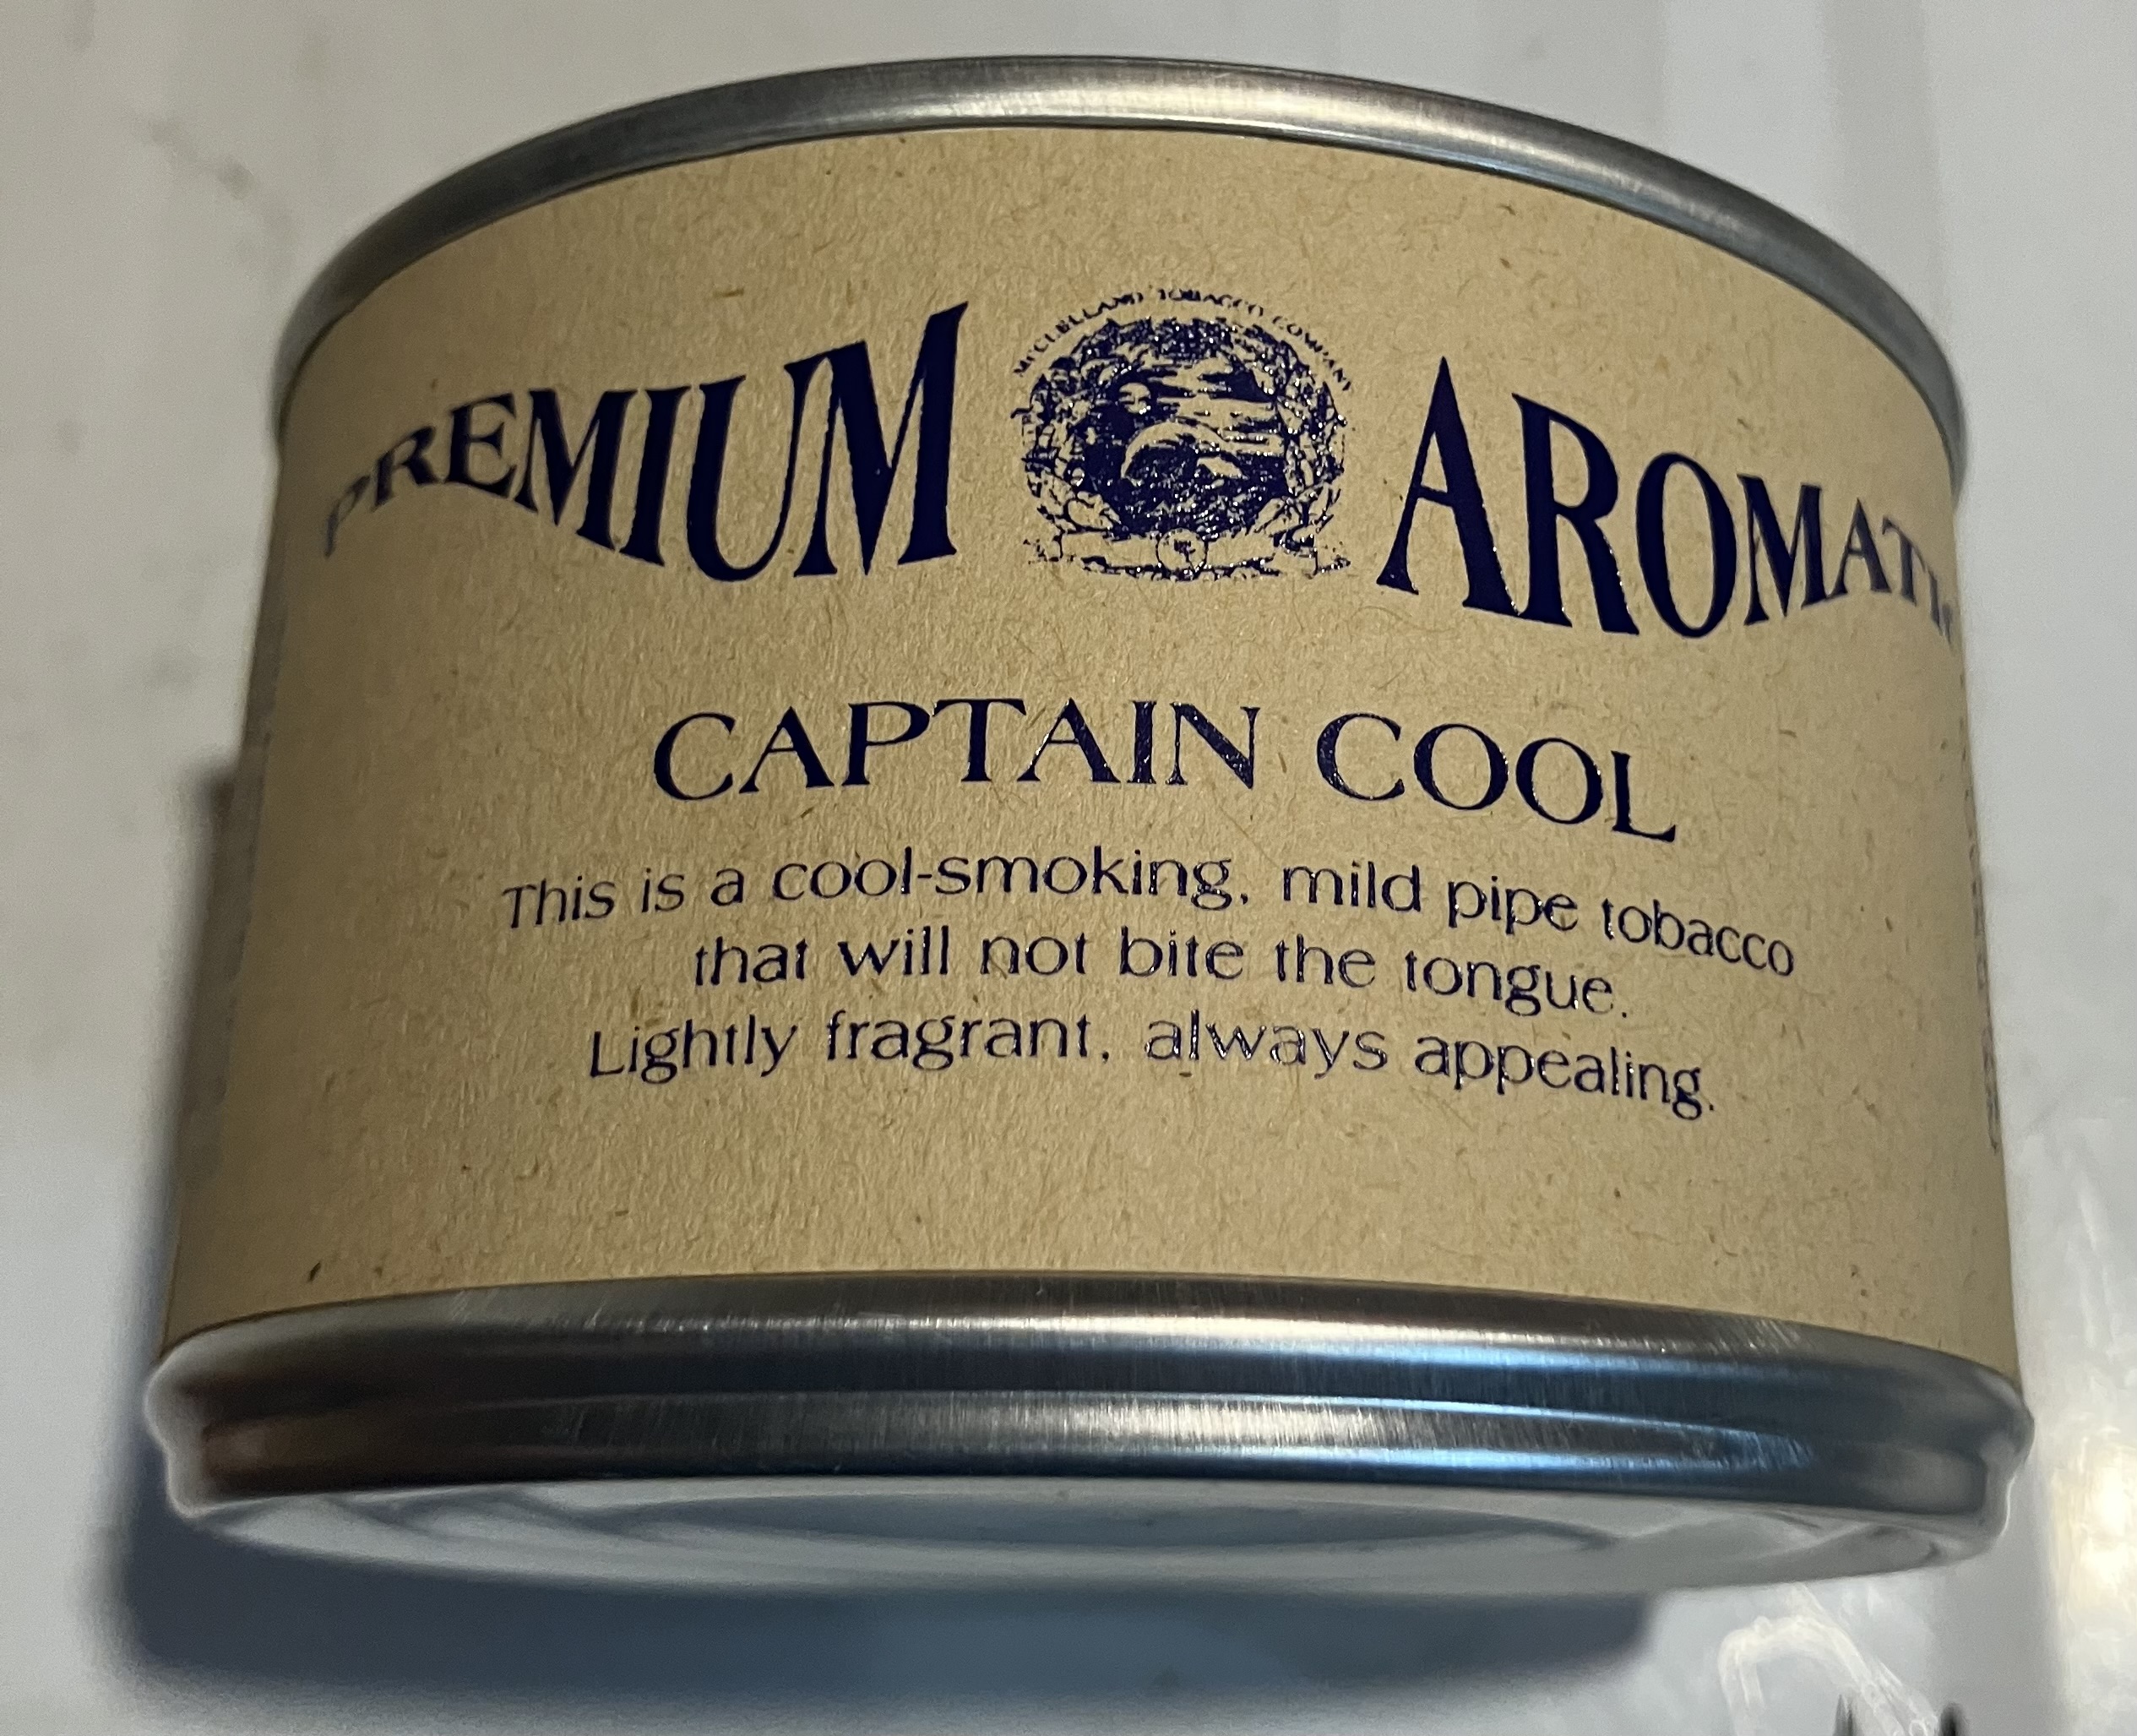 McCLELLAND TOBACCO COMPANY
PREMIUM AROMATI
CAPTAIN COOL
This is a cool-smoking, mild pipe tobacco
that will not bite the tongue.
Lightly fragrant, always appealing.